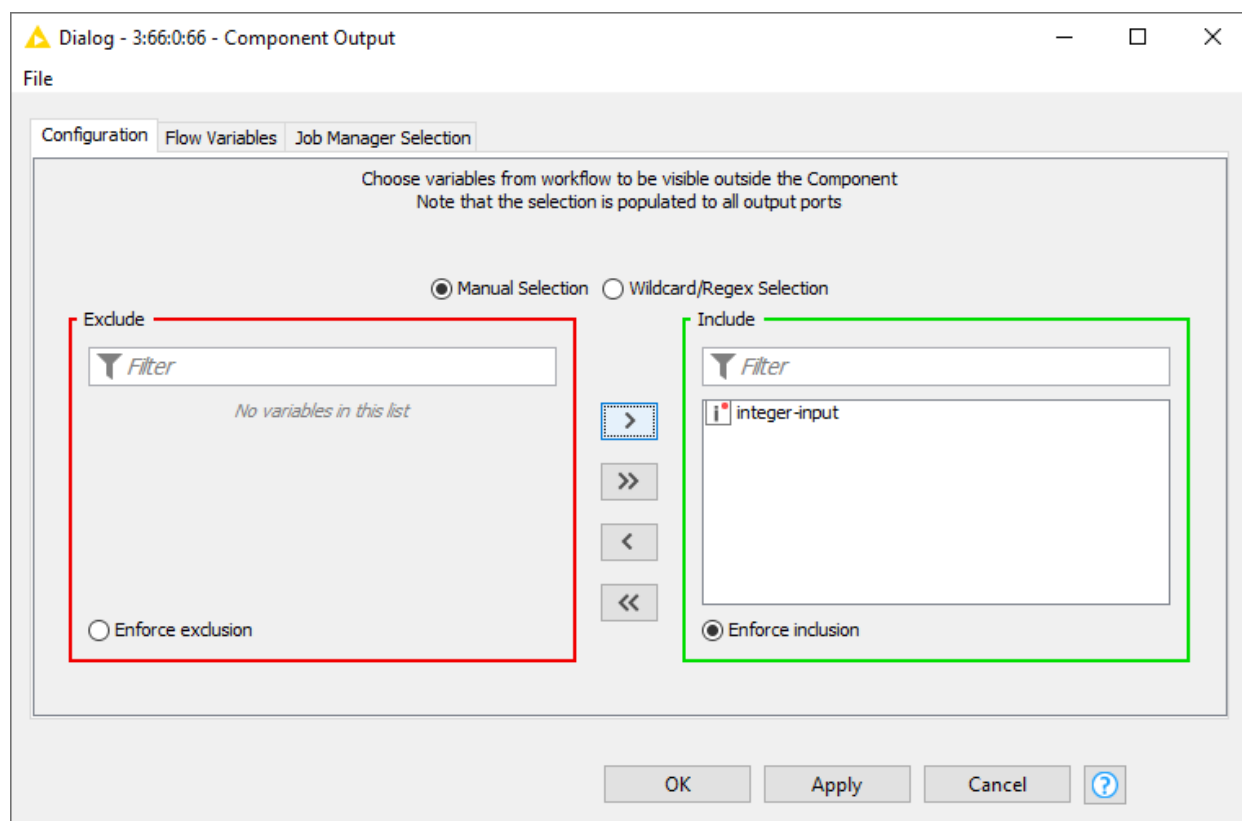 Dialog - 3:66:0:66 - Component Output
File
Configuration Flow Variables Job Manager Selection
Choose variables from workflow to be visible outside the Component
Note that the selection is populated to all output ports
Manual Selection Wildcard/Regex Selection
Exclude
Filter
No variables in this list
Enforce exclusion
>
>>
<
<<
Include
Filter
i integer-input
Enforce inclusion
OK Apply Cancel ?